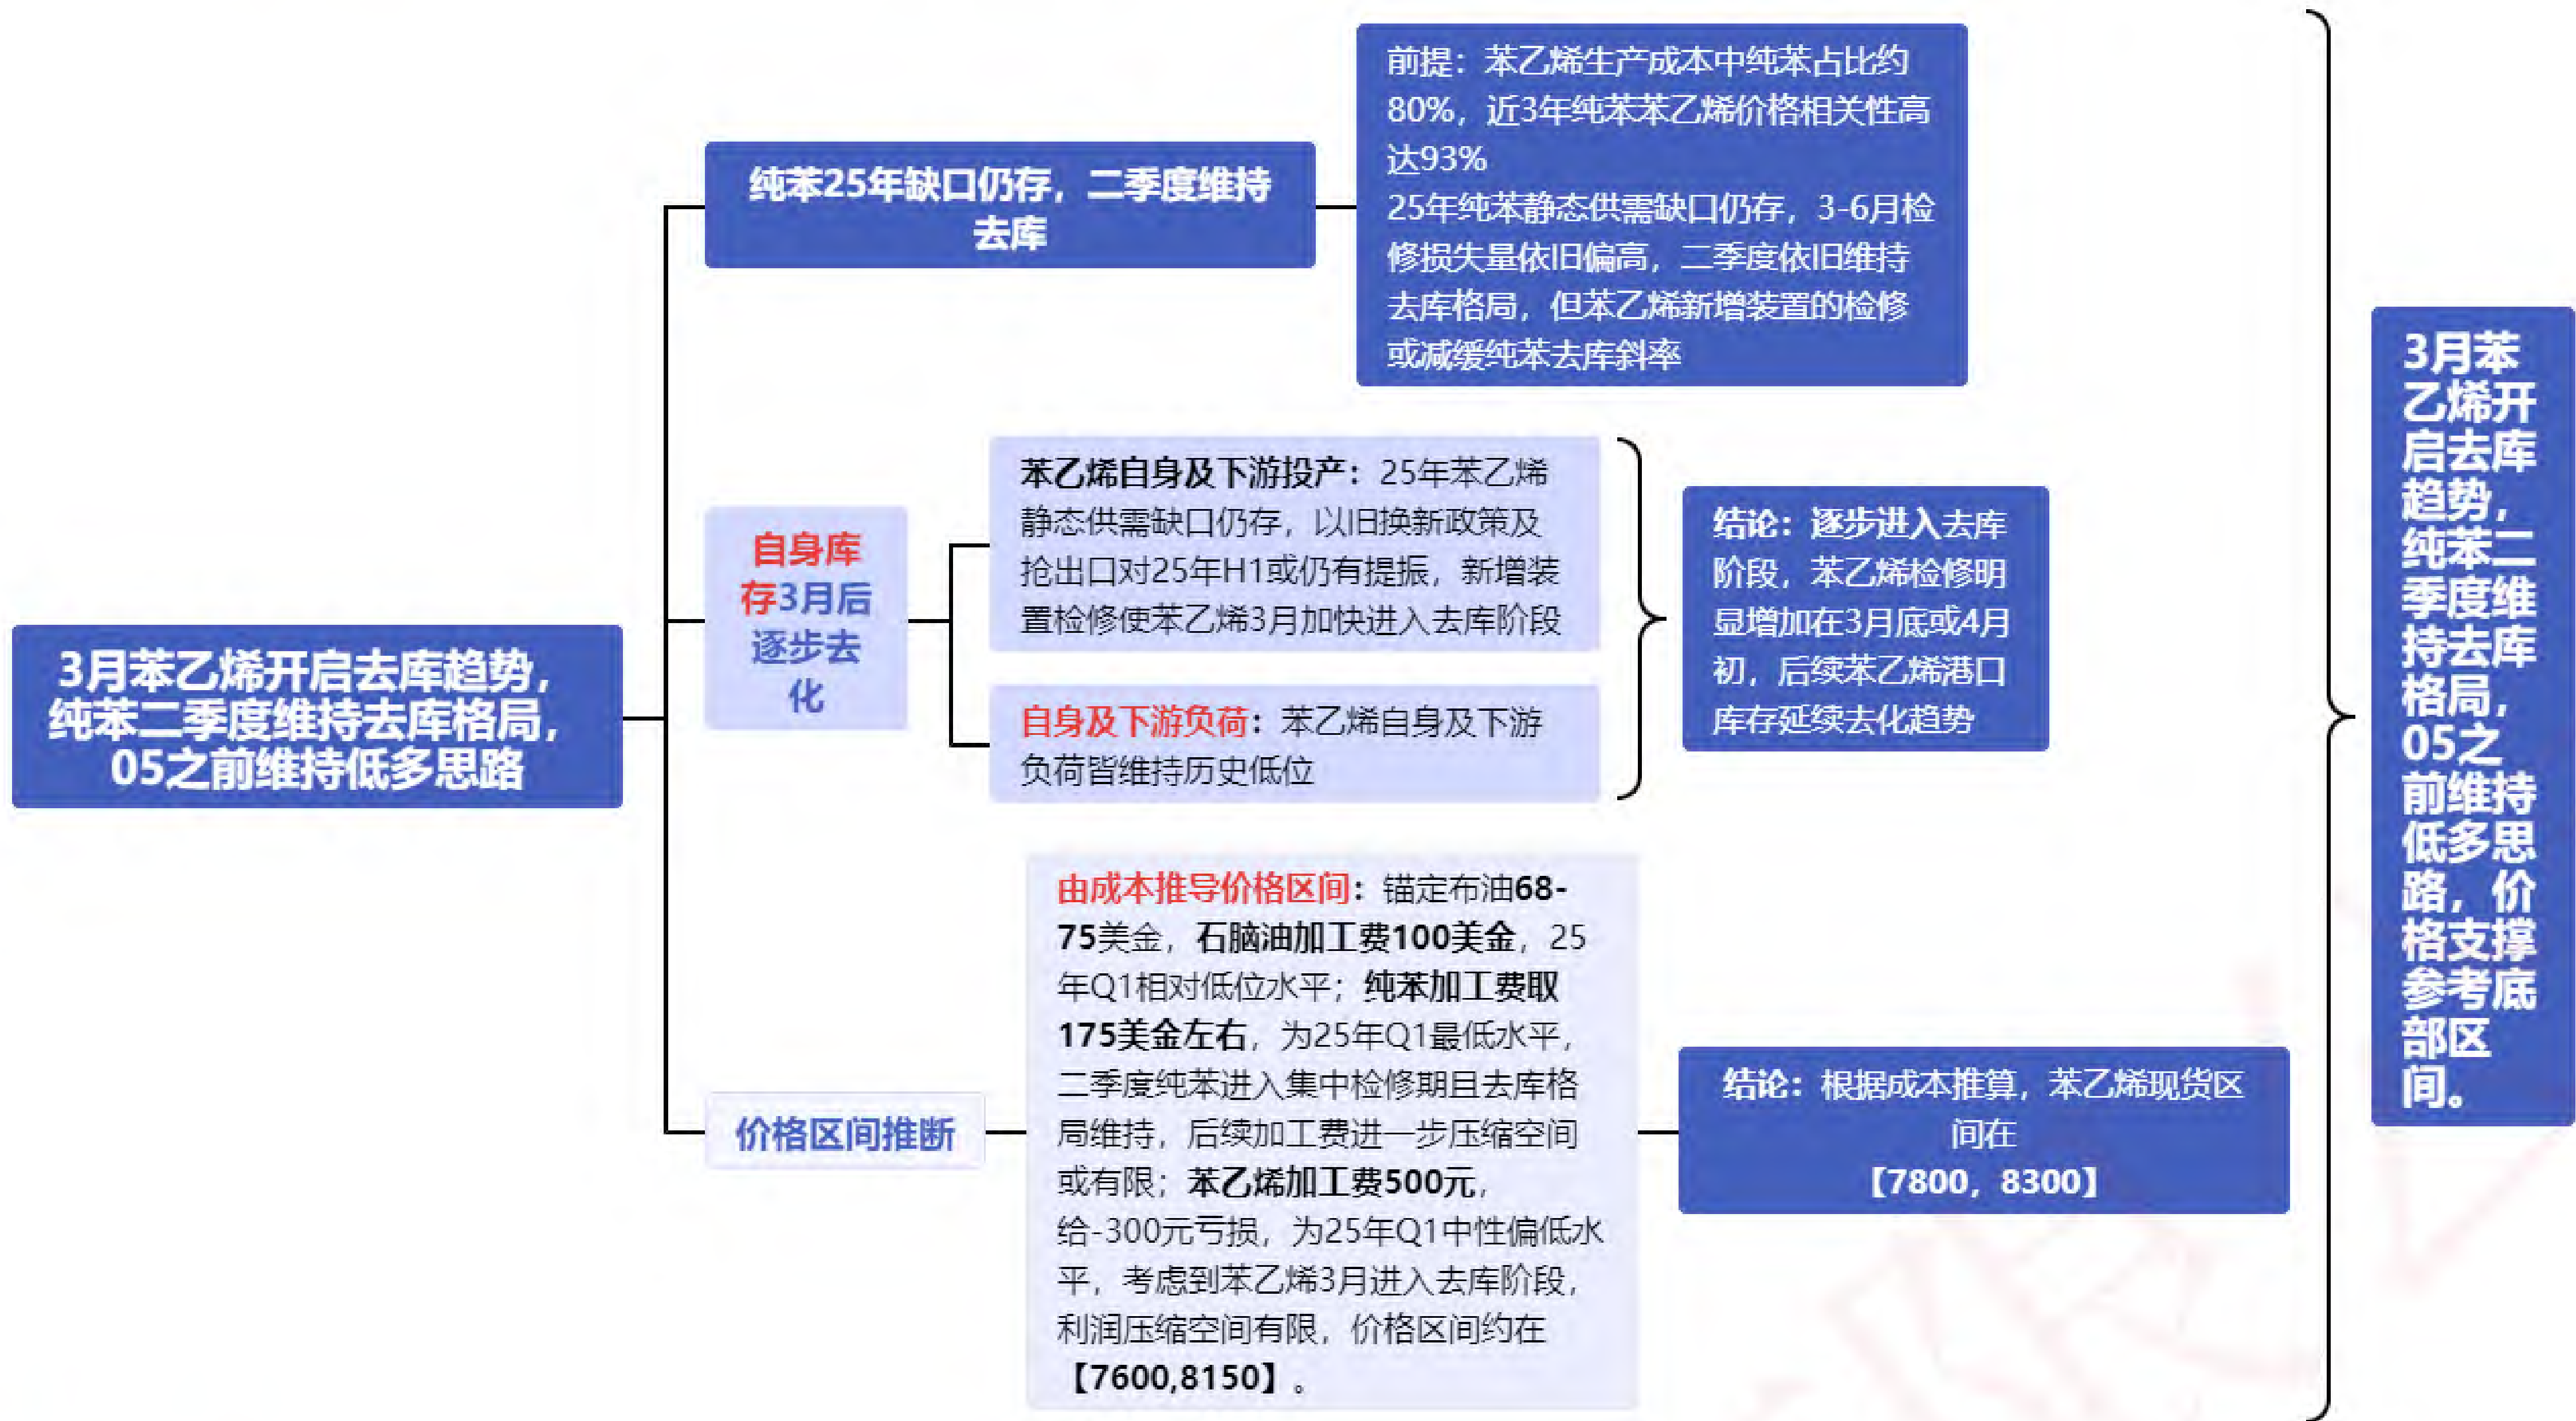 3月苯乙烯开启去库趋势，
纯苯二季度维持去库格局，
05之前维持低多思路
纯苯25年缺口仍存，二季度维持
去库
前提：苯乙烯生产成本中纯苯占比约
80%，近3年纯苯苯乙烯价格相关性高
达93%
25年纯苯静态供需缺口仍存，3-6月检
修损失量依旧偏高，二季度依旧维持
去库格局，但苯乙烯新增装置的检修
或减缓纯苯去库斜率
自身库
存3月后
逐步去
化
苯乙烯自身及下游投产：25年苯乙烯
静态供需缺口仍存，以旧换新政策及
抢出口对25年H1或仍有提振，新增装
置检修使苯乙烯3月加快进入去库阶段
自身及下游负荷：苯乙烯自身及下游
负荷皆维持历史低位
结论：逐步进入去库
阶段，苯乙烯检修明
显增加在3月底或4月
初，后续苯乙烯港口
库存延续去化趋势
价格区间推断
由成本推导价格区间：锚定布油68-
75美金，石脑油加工费100美金，25
年Q1相对低位水平；纯苯加工费取
175美金左右，为25年Q1最低水平，
二季度纯苯进入集中检修期且去库格
局维持，后续加工费进一步压缩空间
或有限；苯乙烯加工费500元，
给-300元亏损，为25年Q1中性偏低水
平，考虑到苯乙烯3月进入去库阶段，
利润压缩空间有限，价格区间约在
【7600,8150】。
结论：根据成本推算，苯乙烯现货区
间在
【7800，8300】
3月苯
乙烯开
启去库
趋势，
纯苯二
季度维
持去库
格局，
05之
前维持
低多思
路，价
格支撑
参考底
部区
间。